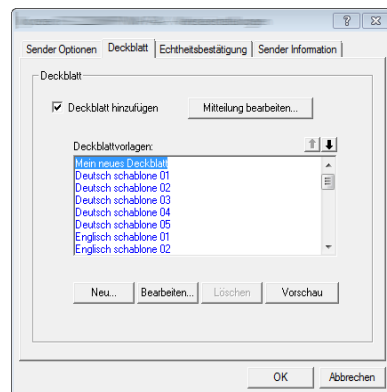 Sender Optionen Deckblatt Echtheitsbestätigung Sender Information
Deckblatt
Deckblatt hinzufügen Mitteilung bearbeiten...
Deckblattvorlagen:
Mein neues Deckblatt
Deutsch schablone 01
Deutsch schablone 02
Deutsch schablone 03
Deutsch schablone 04
Deutsch schablone 05
Englisch schablone 01
Englisch schablone 02
Neu... Bearbeiten... Löschen Vorschau
OK Abbrechen